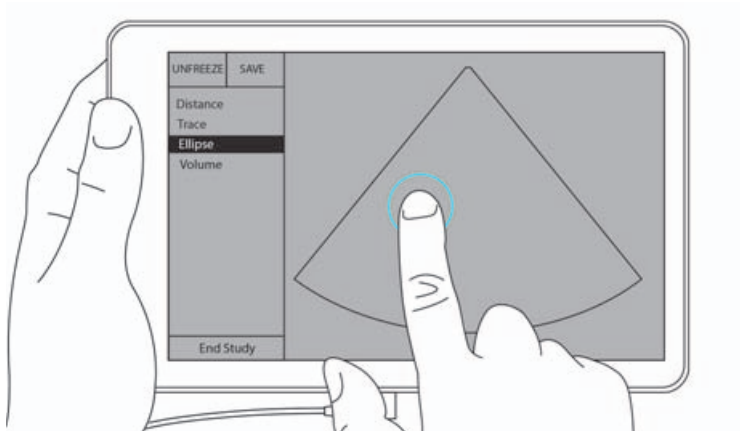 UNFREEZE SAVE
Distance
Trace
Ellipse
Volume
End Study